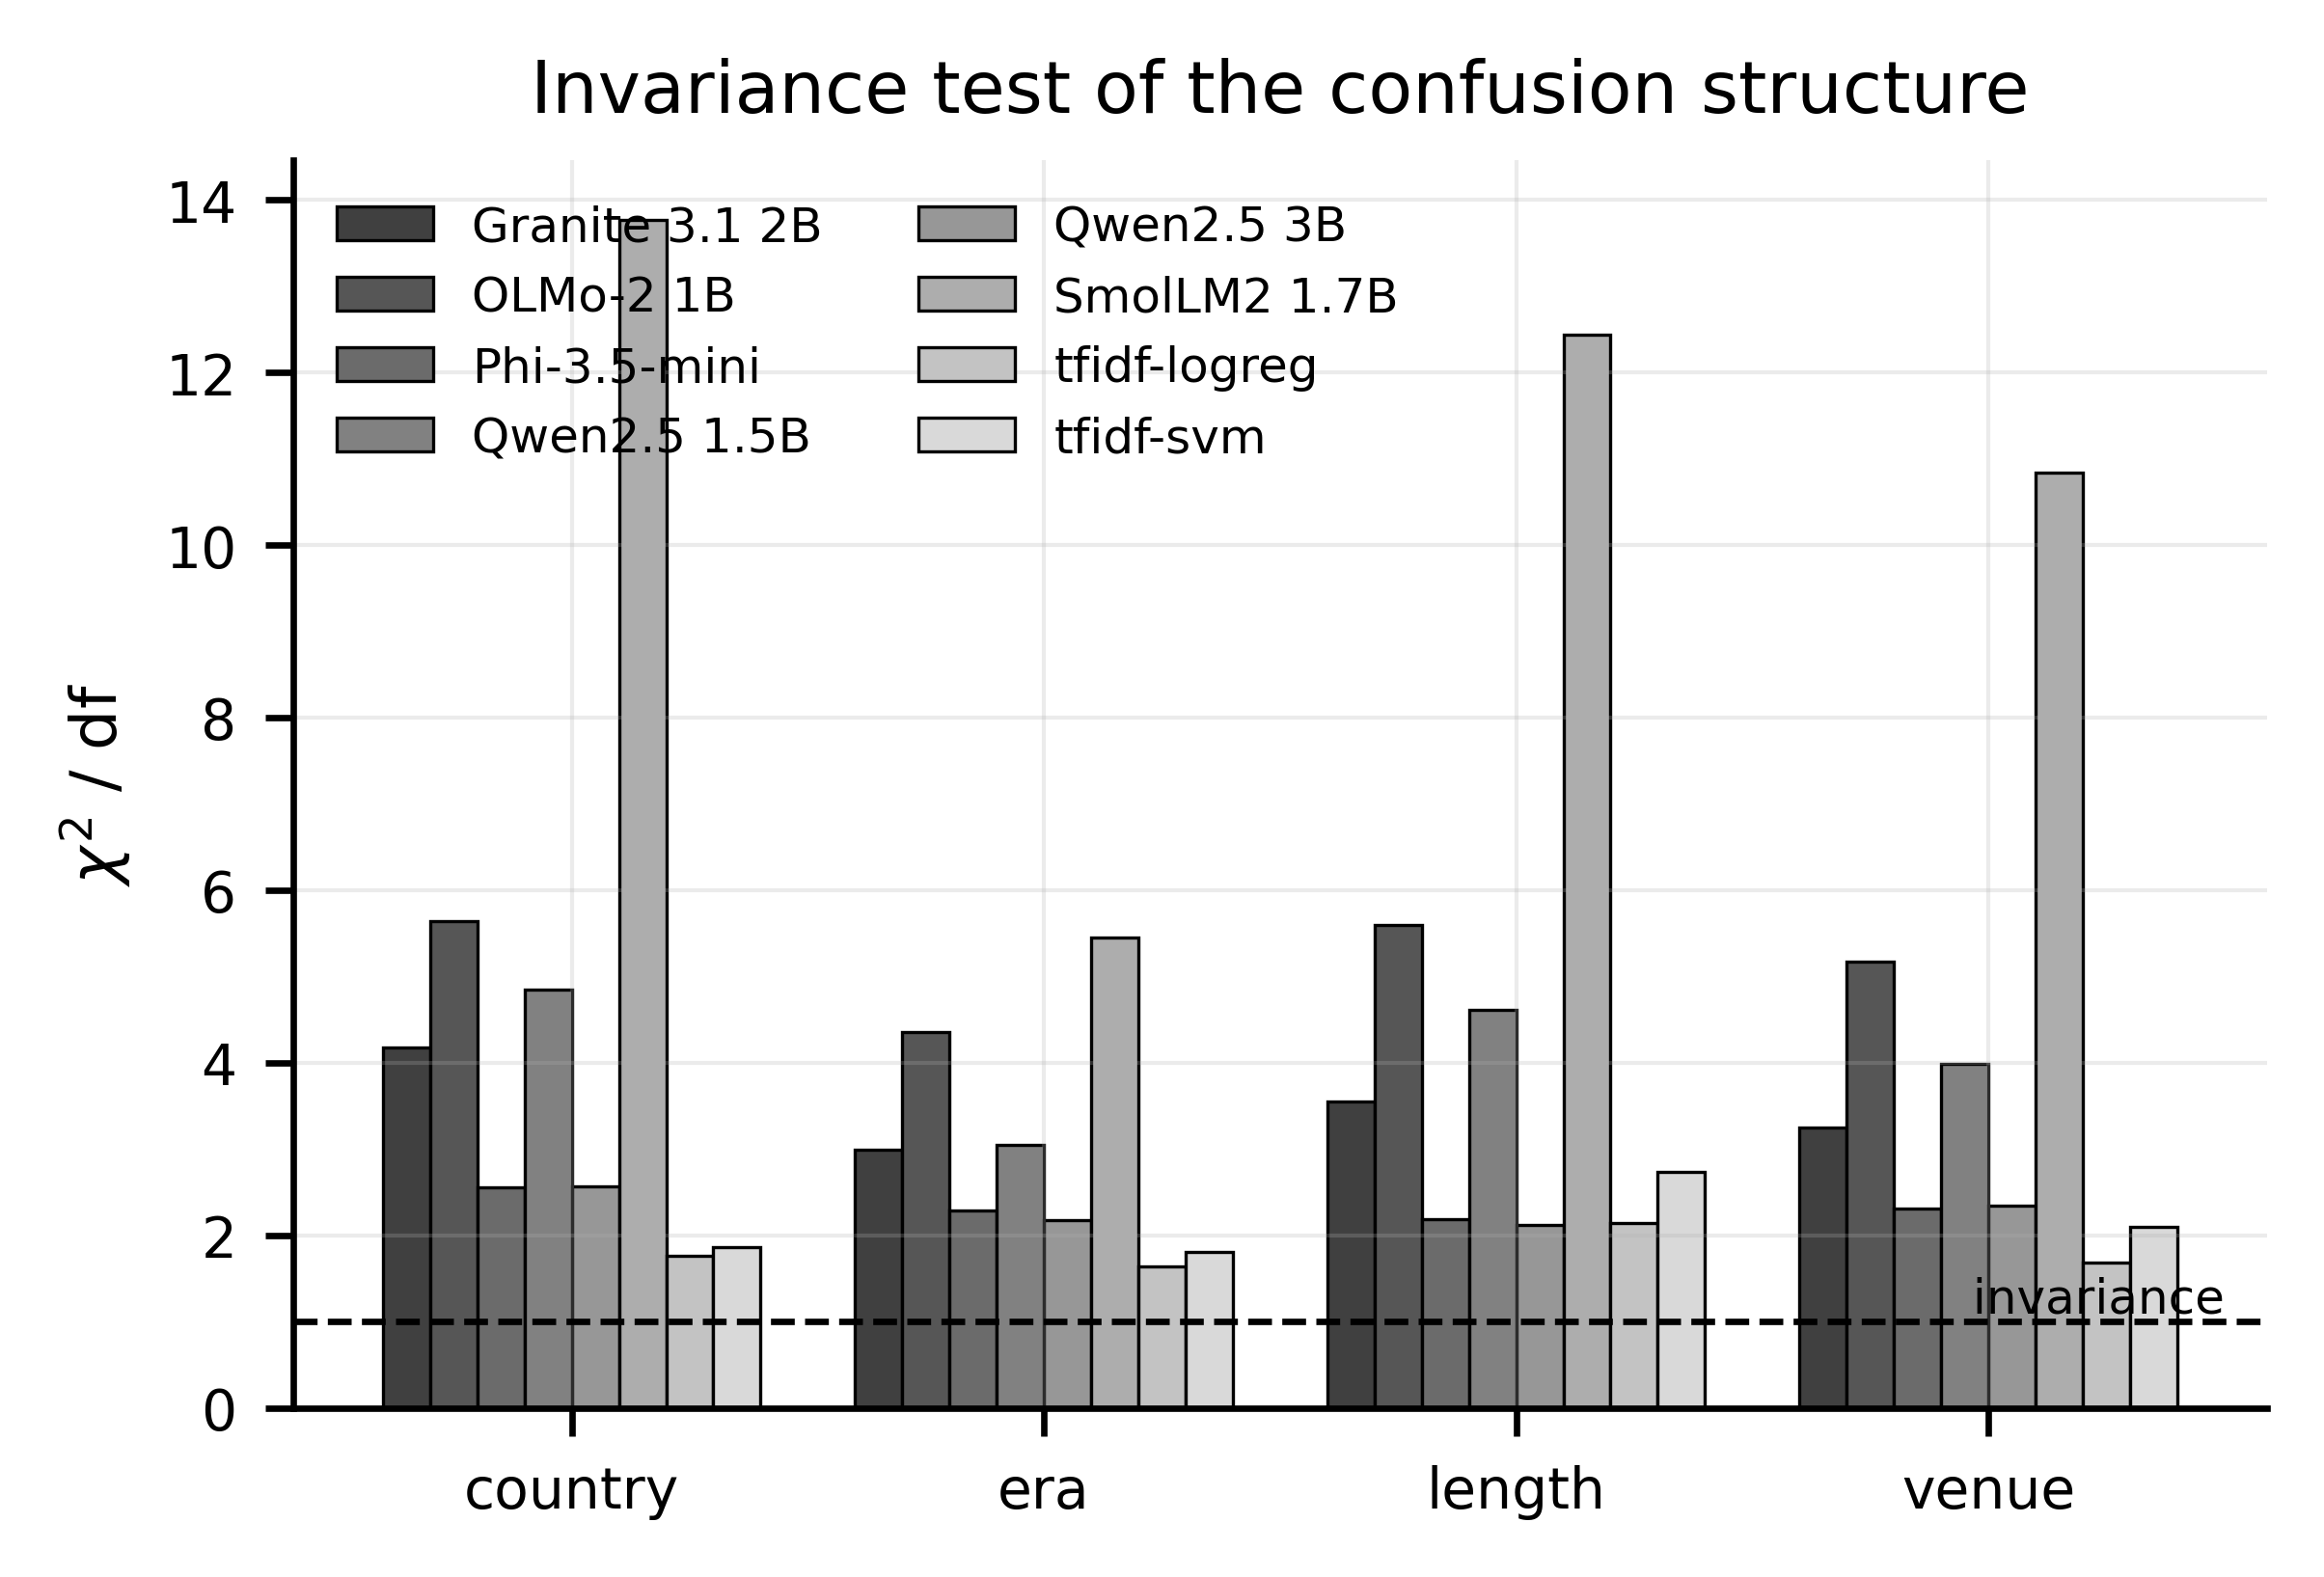 Invariance test of the confusion structure
14
12
10
8
6
4
2
0
χ² / df
Granite 3.1 2B
OLMo-2 1B
Phi-3.5-mini
Qwen2.5 1.5B
Qwen2.5 3B
SmolLM2 1.7B
tfidf-logreg
tfidf-svm
invariance
country
era
length
venue